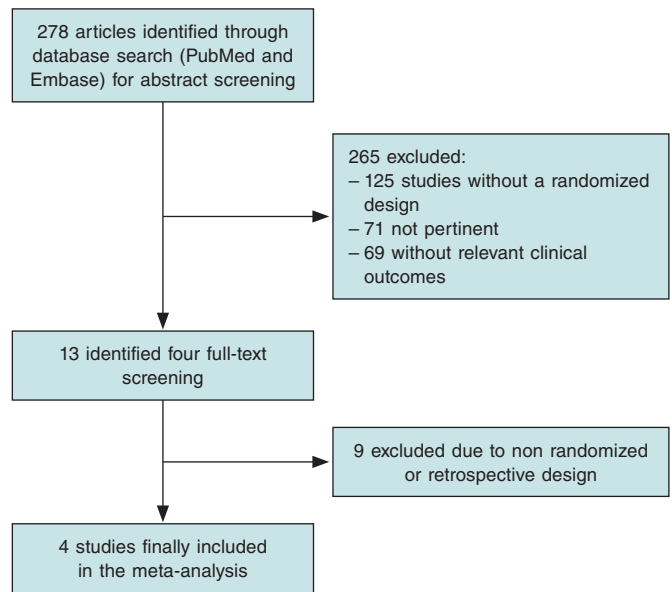 278 articles identified through
database search (PubMed and
Embase) for abstract screening
265 excluded:
– 125 studies without a randomized
design
– 71 not pertinent
– 69 without relevant clinical
outcomes
13 identified four full-text
screening
9 excluded due to non randomized
or retrospective design
4 studies finally included
in the meta-analysis